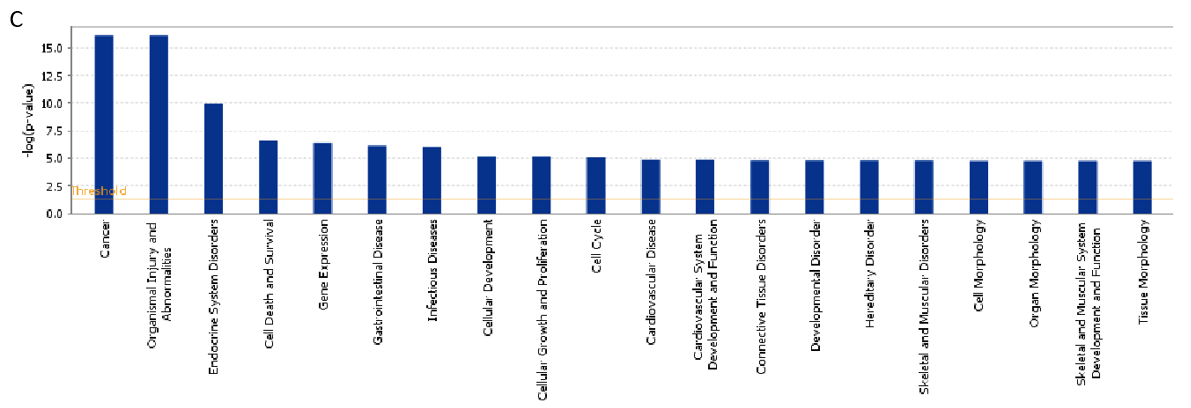 C
-log(p-value)
15.0
12.5
10.0
7.5
5.0
2.5
0.0
Threshold
Cancer
Organismal Injury and
Abnormalities
Endocrine System Disorders
Cell Death and Survival
Gene Expression
Gastrointestinal Disease
Infectious Diseases
Cellular Development
Cellular Growth and Proliferation
Cell Cycle
Cardiovascular Disease
Cardiovascular System
Development and Function
Connective Tissue Disorders
Developmental Disorder
Hereditary Disorder
Skeletal and Muscular Disorders
Cell Morphology
Organ Morphology
Skeletal and Muscular System
Development and Function
Tissue Morphology